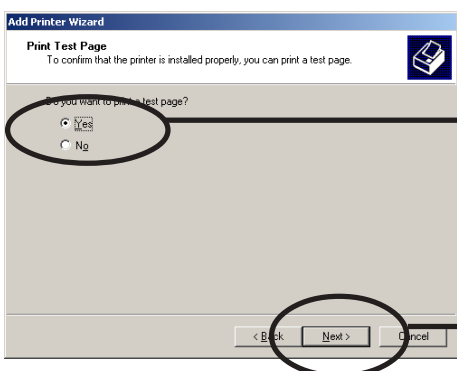 Add Printer Wizard
Print Test Page
To confirm that the printer is installed properly, you can print a test page.
Do you want to print a test page?
Yes
No
< Back Next > Cancel